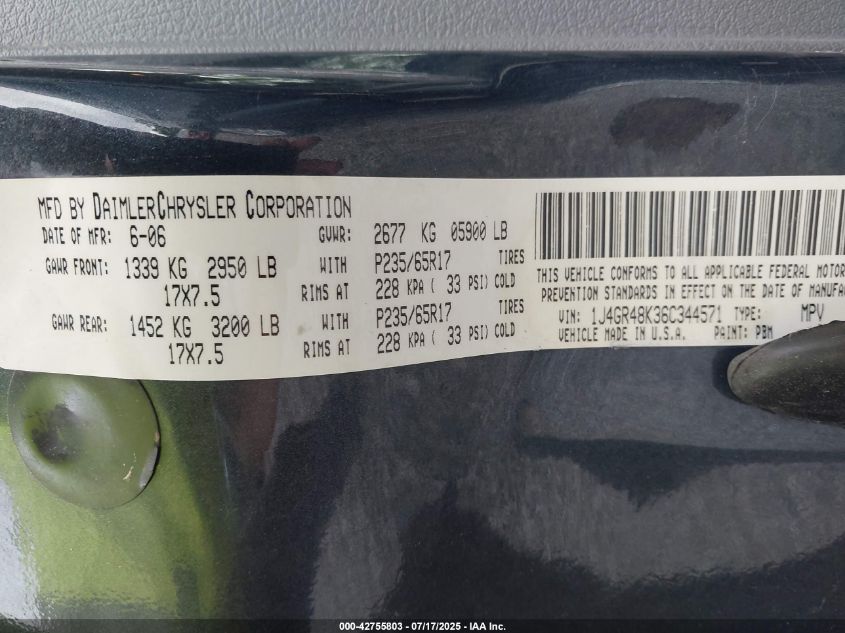 MFD BY DAIMLERCHRYSLER CORPORATION
DATE OF MFR: 6-06 GVWR: 2677 KG 05900 LB
GAWR FRONT: 1339 KG 2950 LB WITH P235/65R17 TIRES
17X7.5 RIMS AT 228 KPA ( 33 PSI) COLD
GAWR REAR: 1452 KG 3200 LB WITH P235/65R17 TIRES
17X7.5 RIMS AT 228 KPA ( 33 PSI) COLD
THIS VEHICLE CONFORMS TO ALL APPLICABLE FEDERAL MOTOR
PREVENTION STANDARDS IN EFFECT ON THE DATE OF MANUFA
VIN: 1J4GR48K36C344571 TYPE: MPV
VEHICLE MADE IN U.S.A. PAINT: PBM
000-42755803 - 07/17/2025 - IAA Inc.